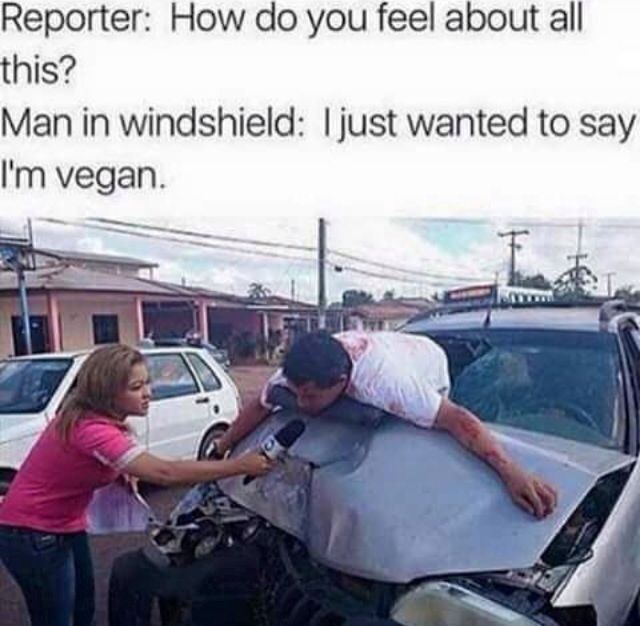 Reporter:  How do you feel about all
this?
Man in windshield:  I just wanted to say
I'm vegan.